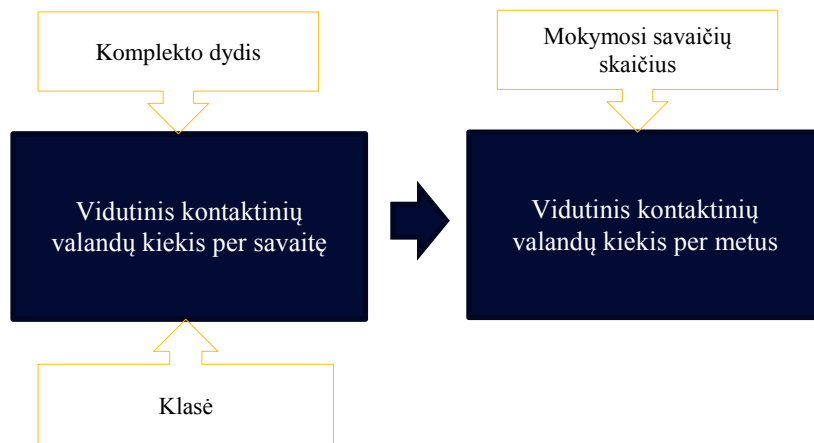 Komplekto dydis
Mokymosi savaičių
skaičius
Vidutinis kontaktinių
valandų kiekis per savaitę
Vidutinis kontaktinių
valandų kiekis per metus
Klasė